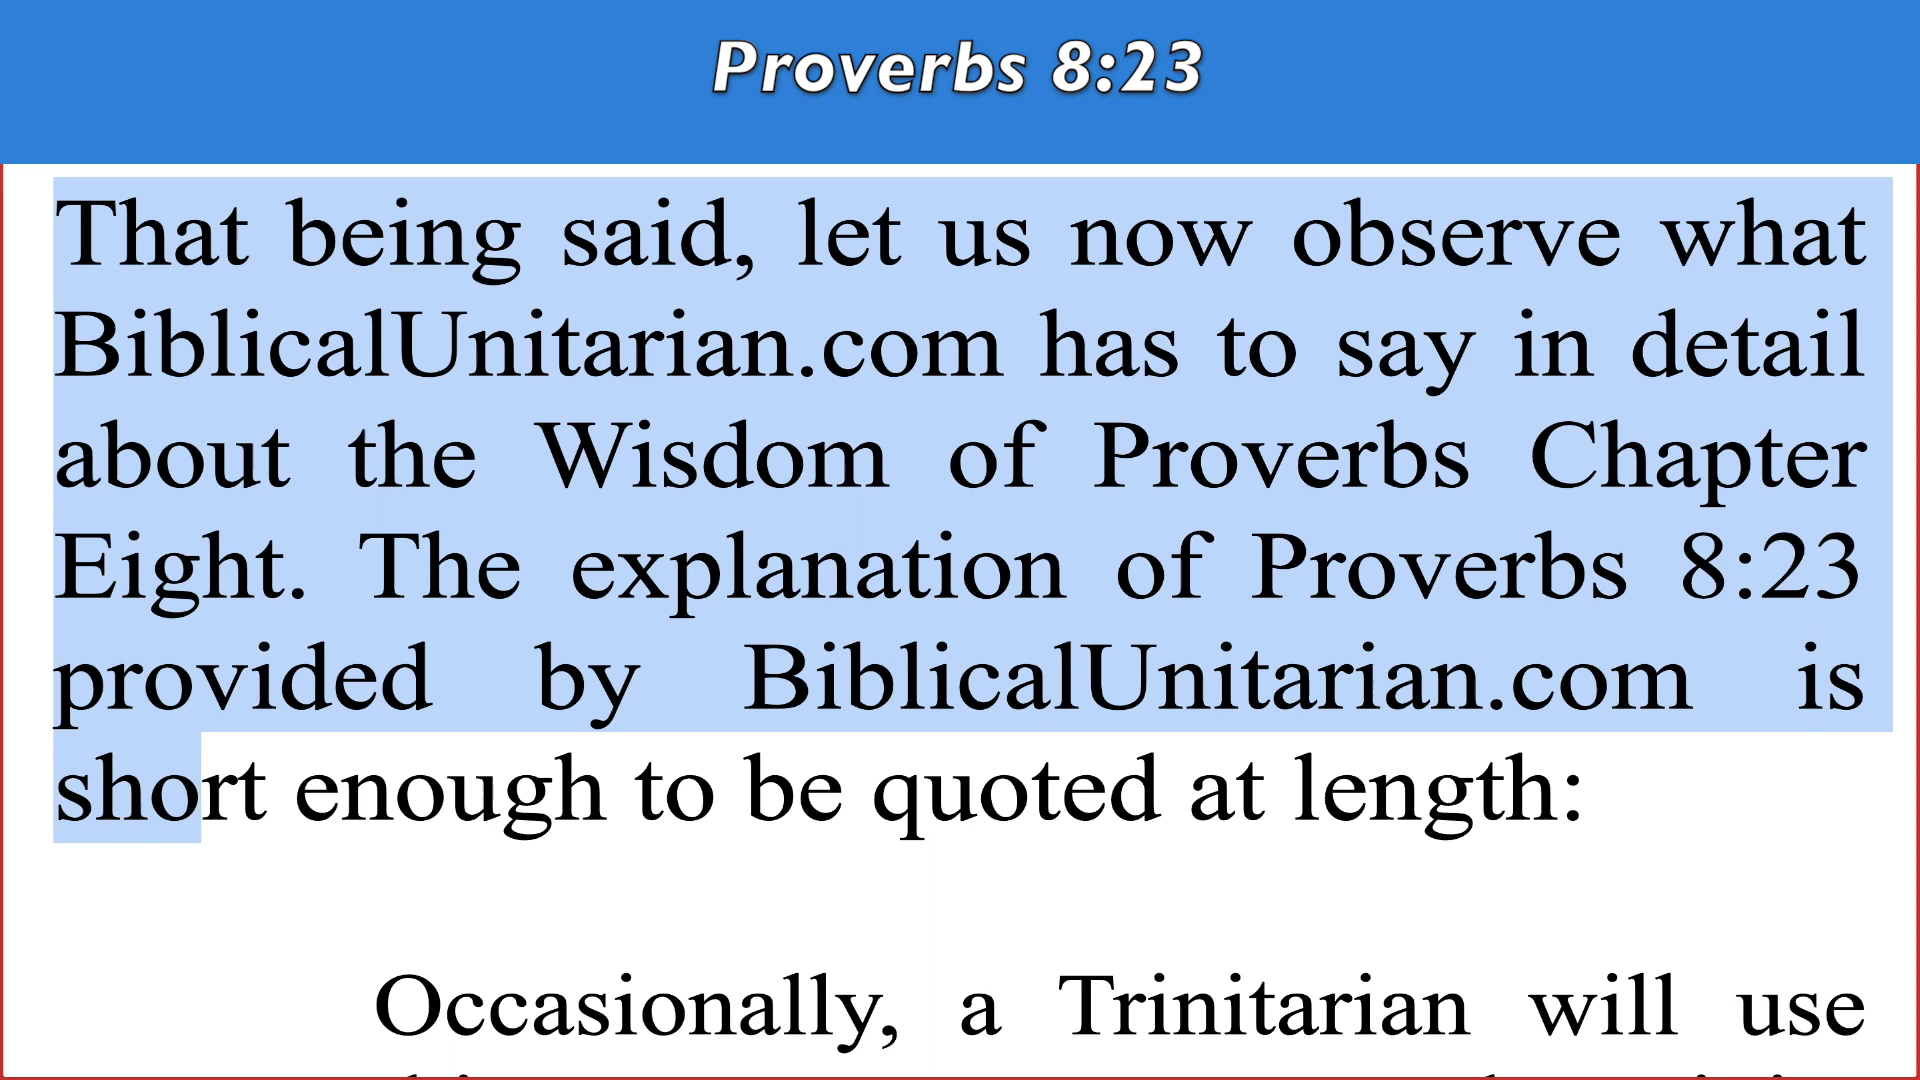 Proverbs 8:23
That being said, let us now observe what
BiblicalUnitarian.com has to say in detail
about the Wisdom of Proverbs Chapter
Eight. The explanation of Proverbs 8:23
provided by BiblicalUnitarian.com is
short enough to be quoted at length:
Occasionally, a Trinitarian will use